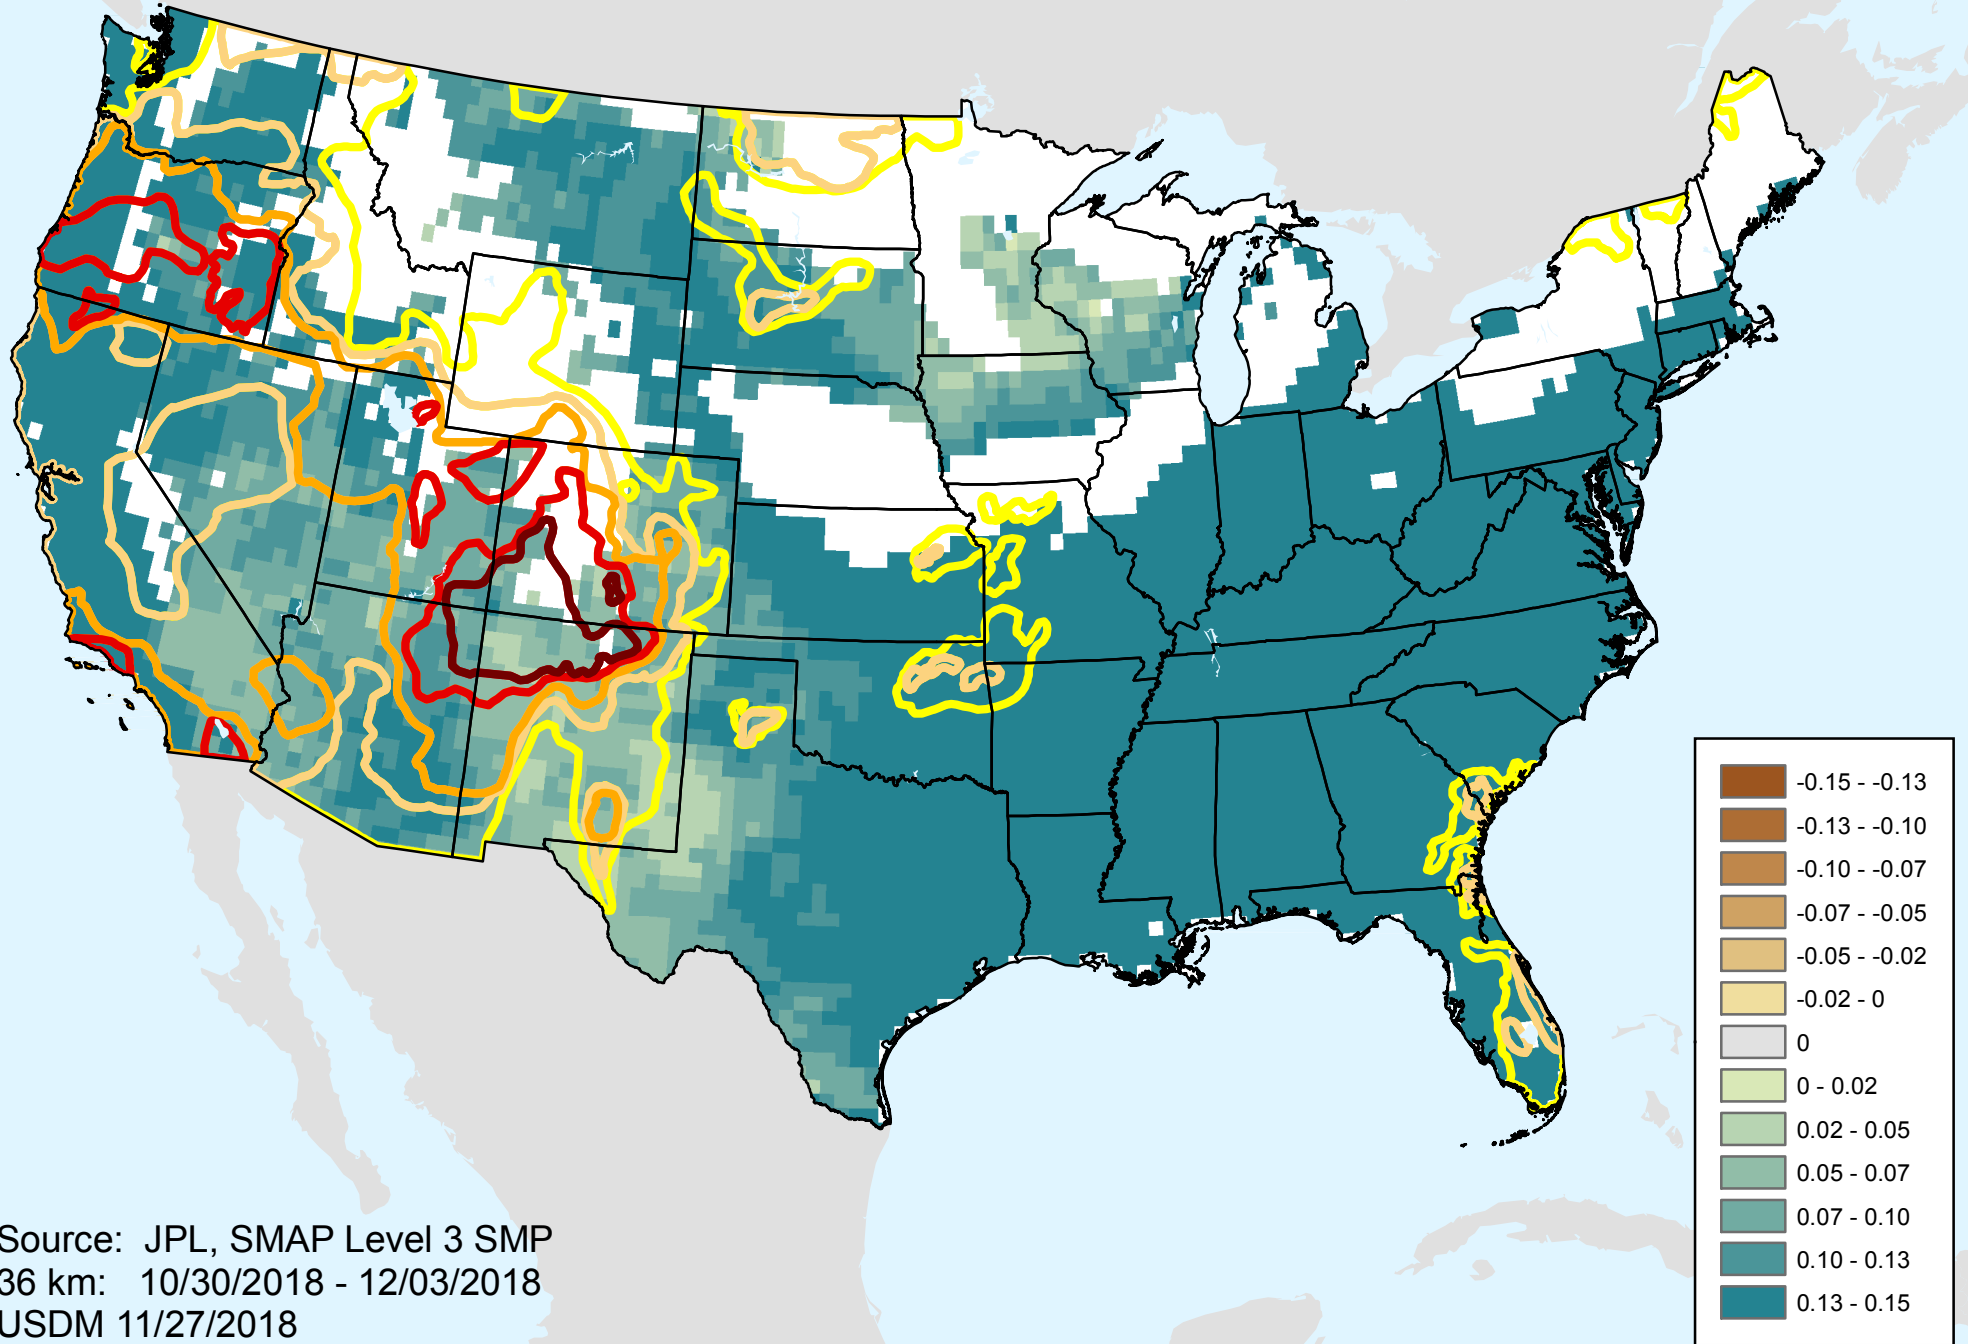 -0.15 - -0.13
-0.13 - -0.10
-0.10 - -0.07
-0.07 - -0.05
-0.05 - -0.02
-0.02 - 0
0
0 - 0.02
0.02 - 0.05
0.05 - 0.07
0.07 - 0.10
0.10 - 0.13
0.13 - 0.15
Source: JPL, SMAP Level 3 SMP
36 km: 10/30/2018 - 12/03/2018
USDM 11/27/2018